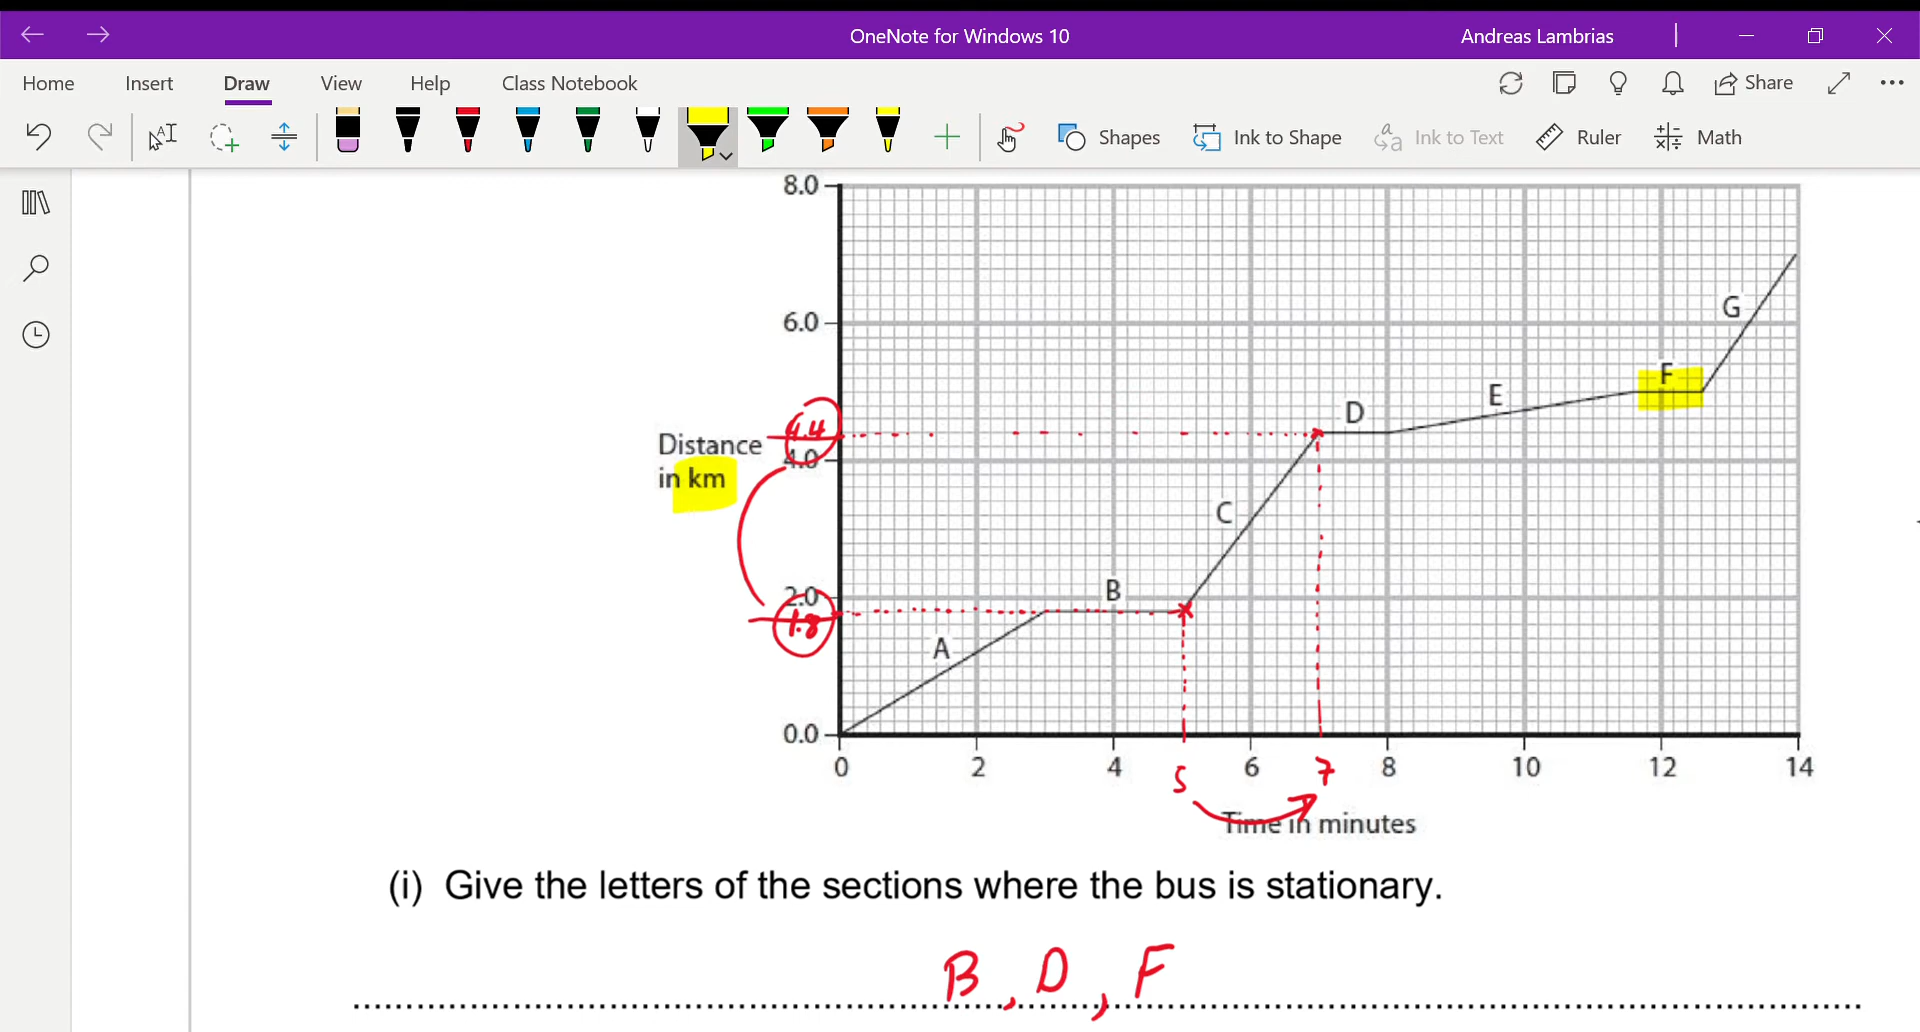 OneNote for Windows 10
Andreas Lambrias
Home Insert Draw View Help Class Notebook
Share
Shapes Ink to Shape Ink to Text Ruler Math
8.0
6.0
G
F
E
D
4.4
Distance
4.0
in km
C
B
2.0
1.8
A
0.0
0 2 4 5 6 7 8 10 12 14
Time in minutes
(i) Give the letters of the sections where the bus is stationary.
B, D, F